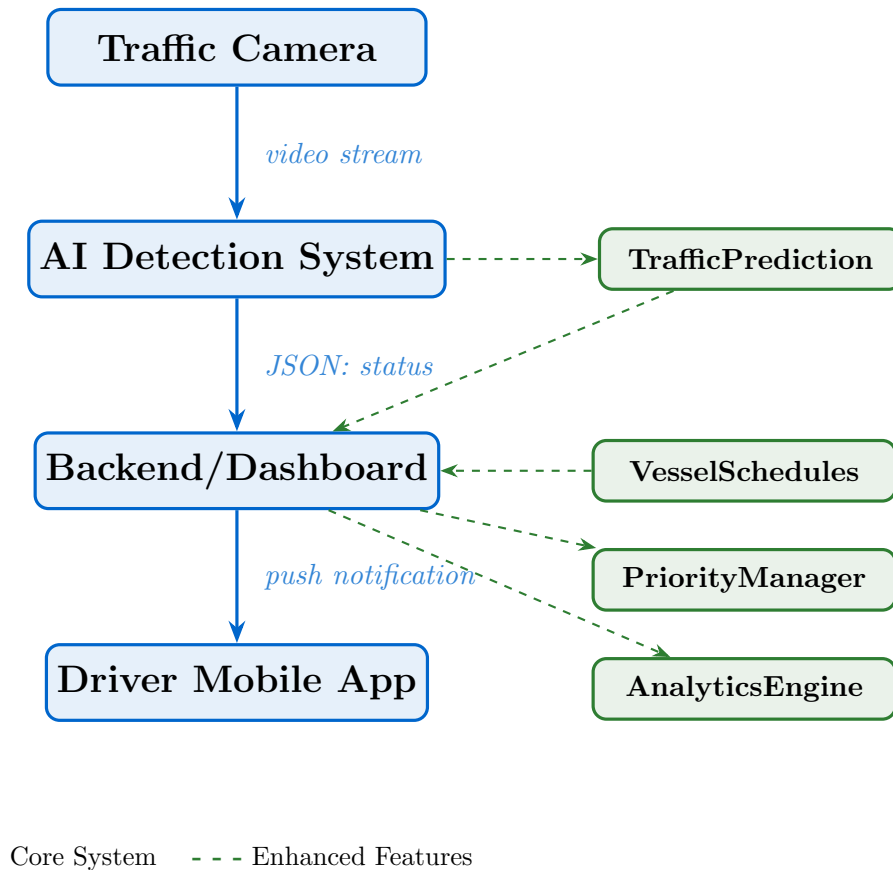 Traffic Camera
video stream
AI Detection System
TrafficPrediction
JSON: status
Backend/Dashboard
VesselSchedules
push notification
PriorityManager
Driver Mobile App
AnalyticsEngine
Core System
Enhanced Features